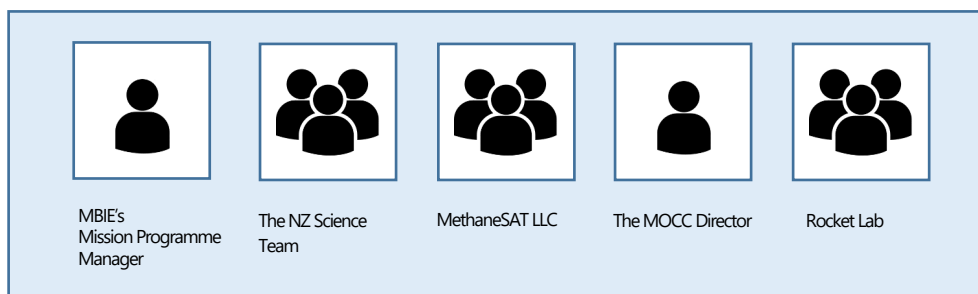 MBIE's
Mission Programme
Manager
The NZ Science
Team
MethaneSAT LLC
The MOCC Director
Rocket Lab